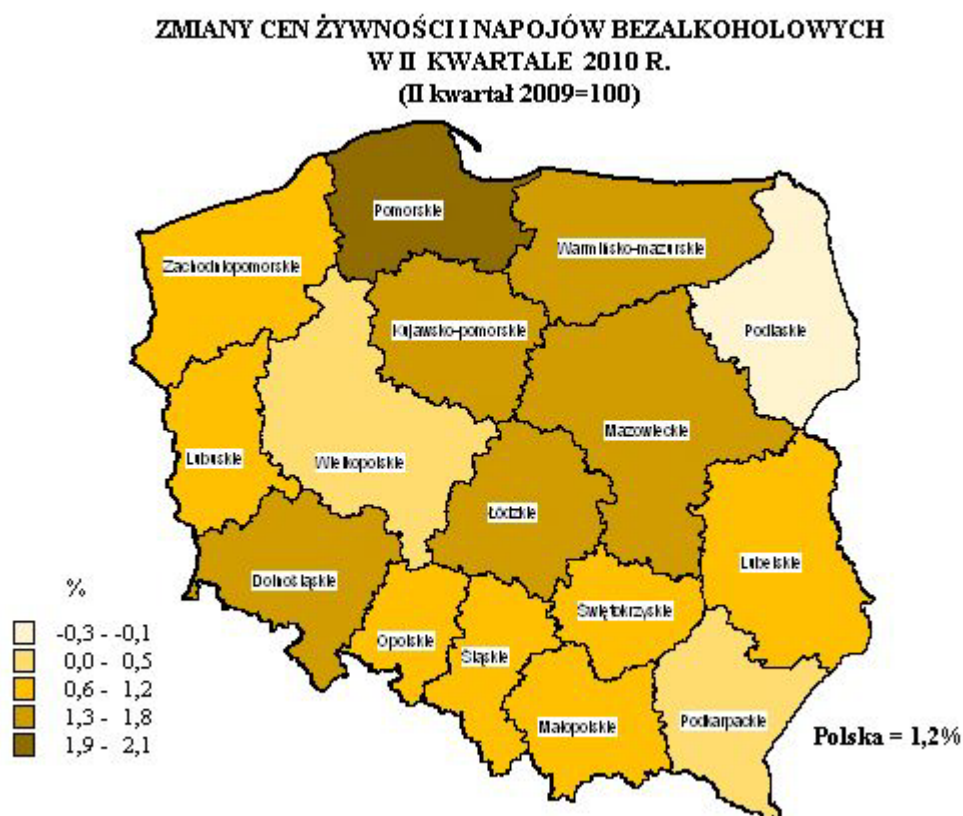 ZMIANY CEN ŻYWNOŚCI I NAPOJÓW BEZALKOHOLOWYCH
W II KWARTALE 2010 R.
(II kwartał 2009=100)
Pomorskie
Warmińsko-mazurskie
Zachodniopomorskie
Kujawsko-pomorskie
Podlaskie
Mazowieckie
Lubuskie
Wielkopolskie
Łódzkie
Lubelskie
Dolnośląskie
Świętokrzyskie
Opolskie
Śląskie
Małopolskie
Podkarpackie
%
-0,3 - -0,1
0,0 - 0,5
0,6 - 1,2
1,3 - 1,8
1,9 - 2,1
Polska = 1,2%